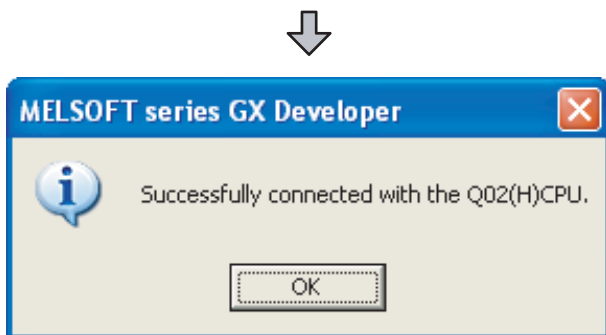 MELSOFT series GX Developer
Successfully connected with the Q02(H)CPU.
OK